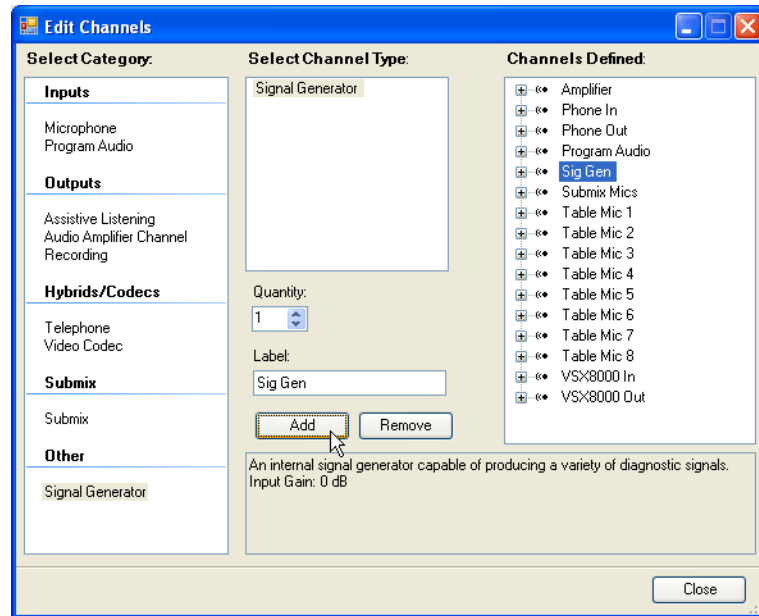 Edit Channels
Select Category:
Inputs
Microphone
Program Audio
Outputs
Assistive Listening
Audio Amplifier Channel
Recording
Hybrids/Codecs
Telephone
Video Codec
Submix
Submix
Other
Signal Generator
Select Channel Type:
Signal Generator
Quantity:
1
Label:
Sig Gen
Add
Remove
Channels Defined:
Amplifier
Phone In
Phone Out
Program Audio
Sig Gen
Submix Mics
Table Mic 1
Table Mic 2
Table Mic 3
Table Mic 4
Table Mic 5
Table Mic 6
Table Mic 7
Table Mic 8
VSX8000 In
VSX8000 Out
An internal signal generator capable of producing a variety of diagnostic signals.
Input Gain: 0 dB
Close